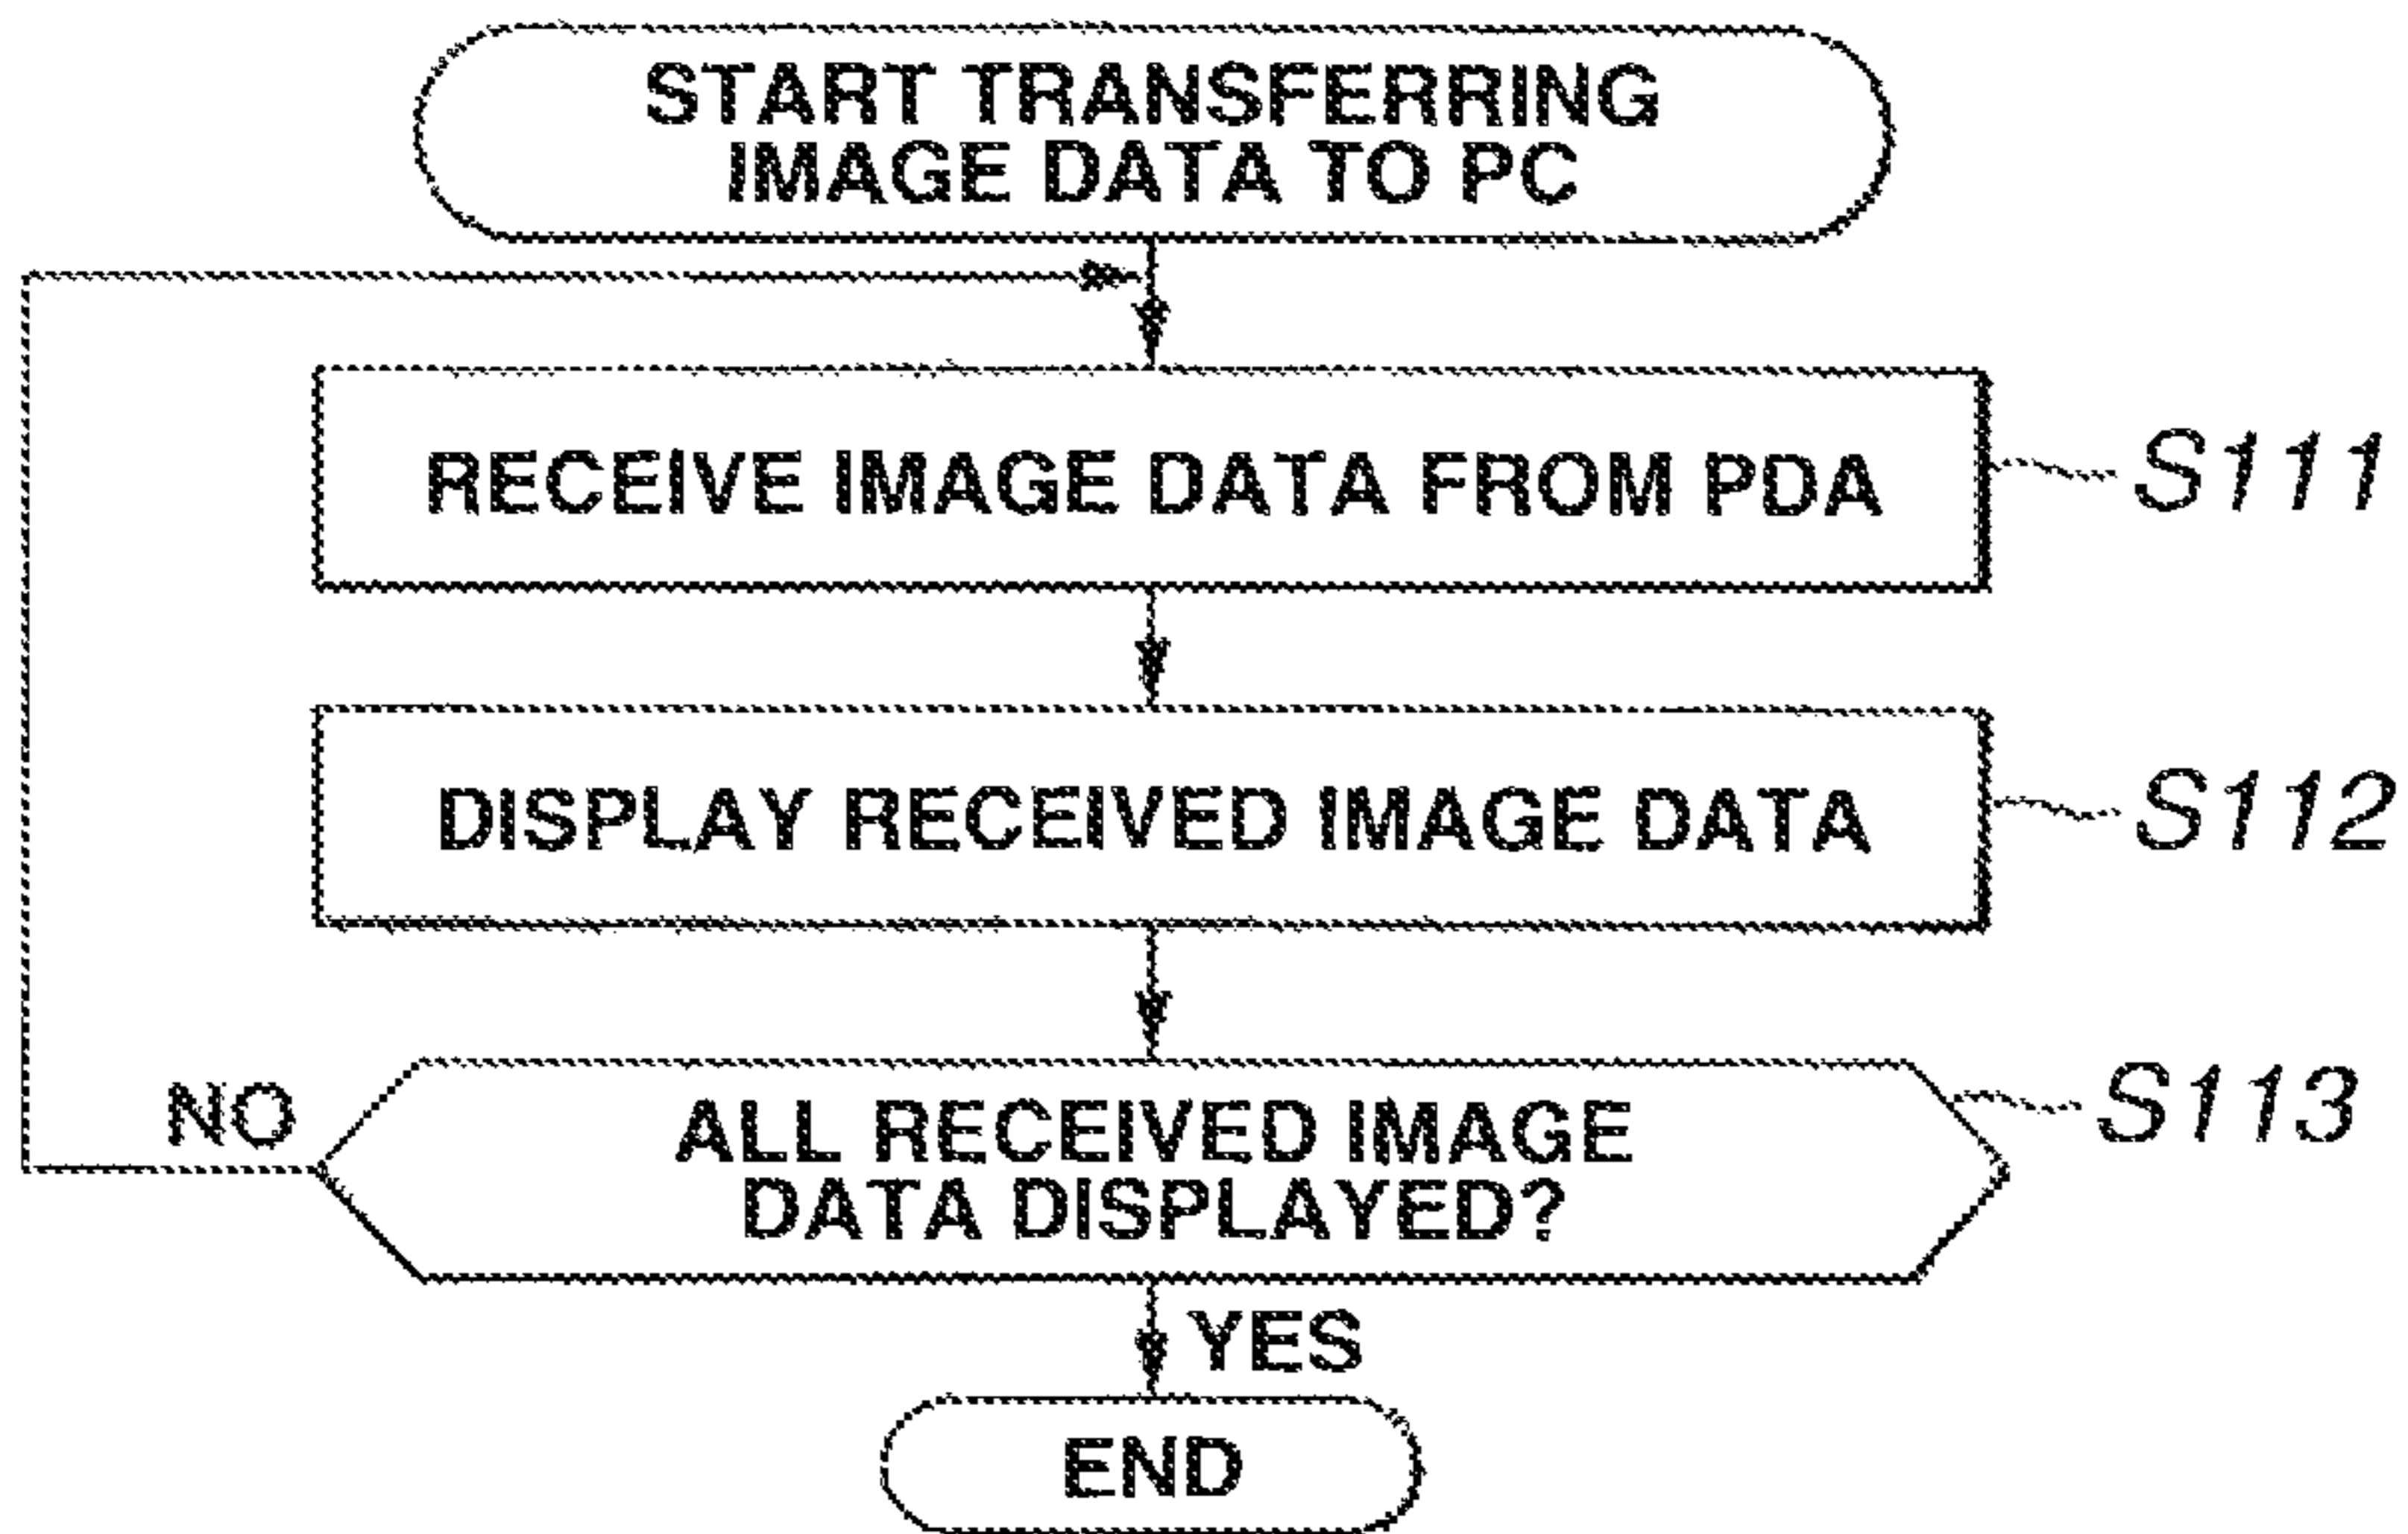 START TRANSFERRING
IMAGE DATA TO PC
RECEIVE IMAGE DATA FROM PDA
S111
DISPLAY RECEIVED IMAGE DATA
S112
ALL RECEIVED IMAGE
DATA DISPLAYED?
S113
NO
YES
END